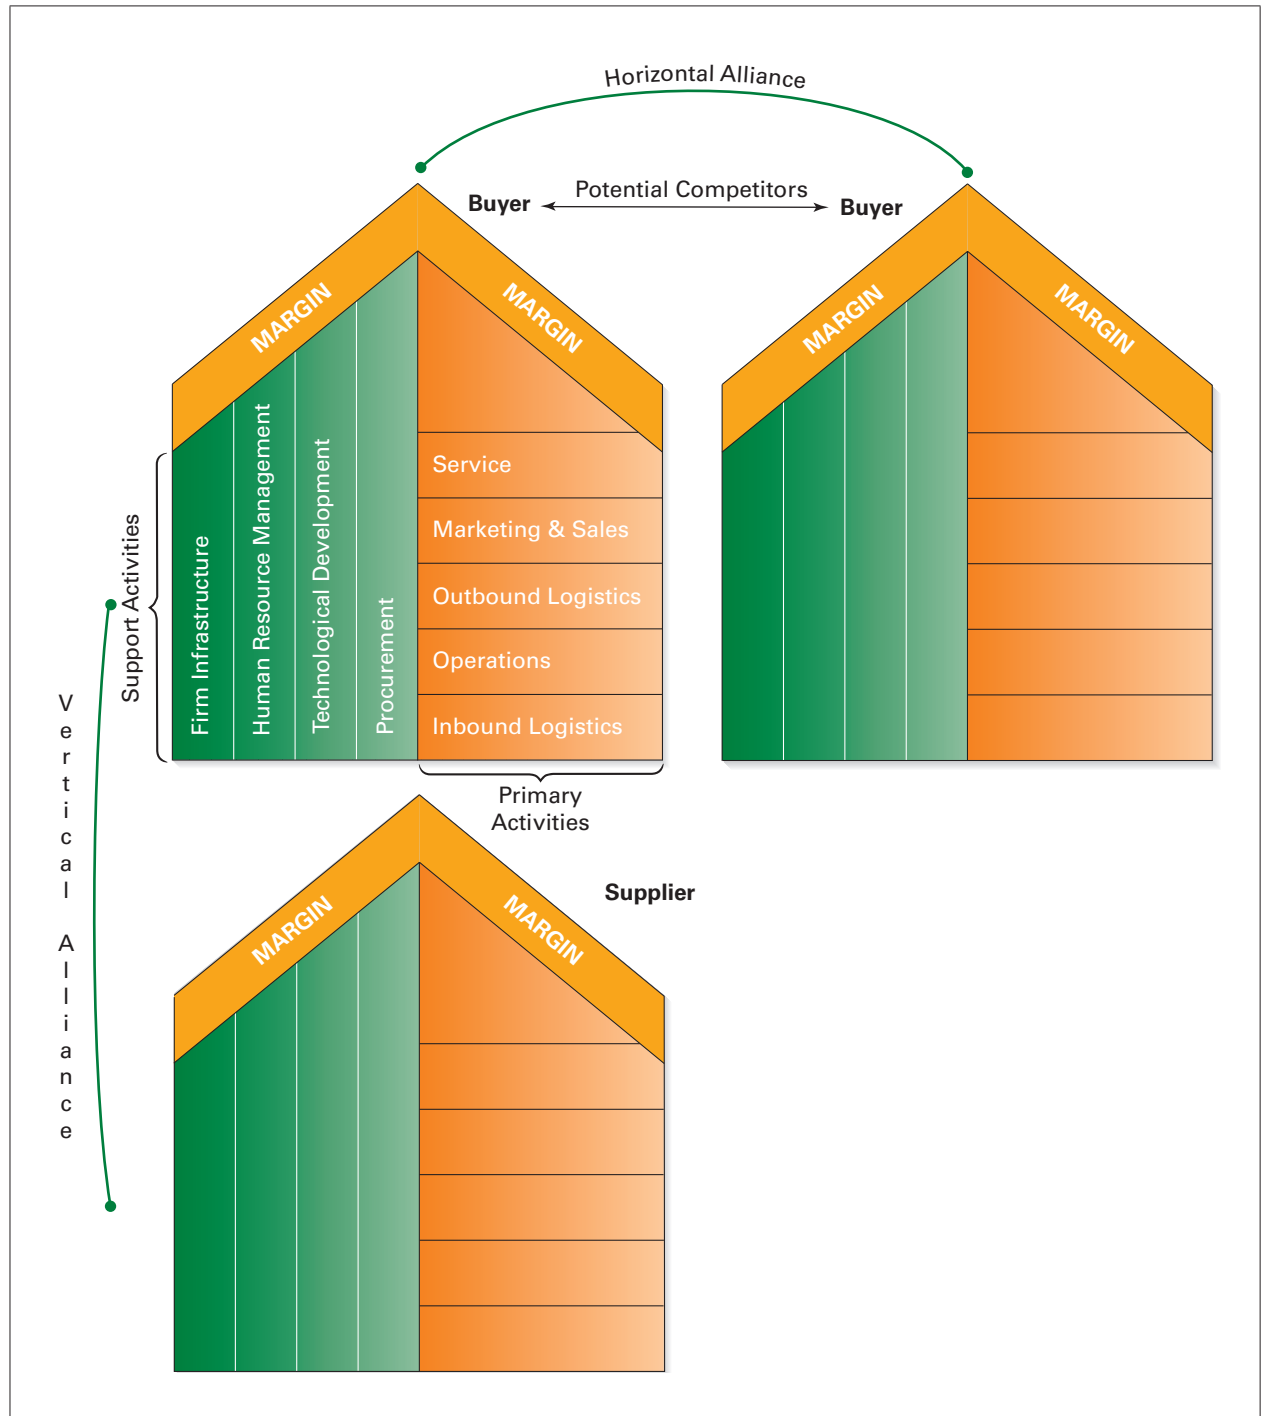 Horizontal Alliance
Potential Competitors
Buyer
Buyer
MARGIN
MARGIN
MARGIN
MARGIN
Support Activities
Firm Infrastructure
Human Resource Management
Technological Development
Procurement
Service
Marketing & Sales
Outbound Logistics
Operations
Inbound Logistics
Primary
Activities
Vertical Alliance
Supplier
MARGIN
MARGIN